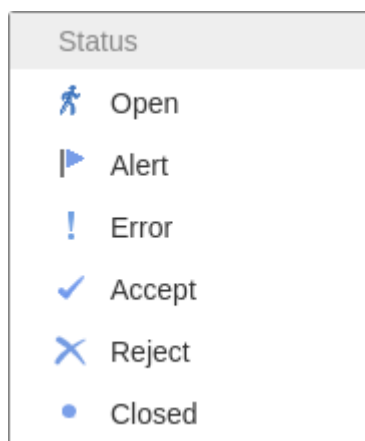 Status
Open
Alert
Error
Accept
Reject
Closed